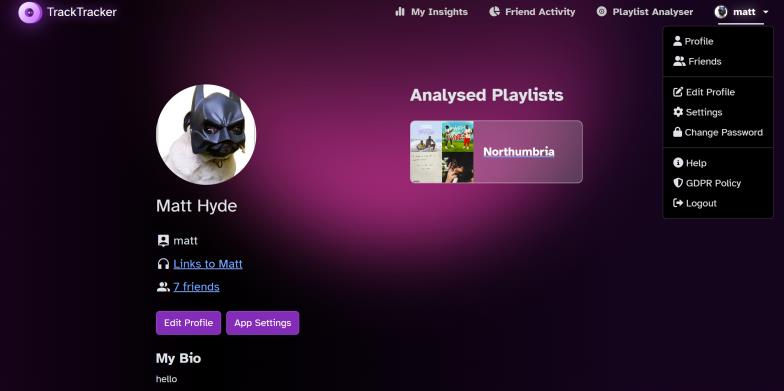 TrackTracker
My Insights
Friend Activity
Playlist Analyser
matt
Profile
Friends
Edit Profile
Settings
Change Password
Help
GDPR Policy
Logout
Matt Hyde
matt
Links to Matt
7 friends
Edit Profile
App Settings
My Bio
hello
Analysed Playlists
Northumbria